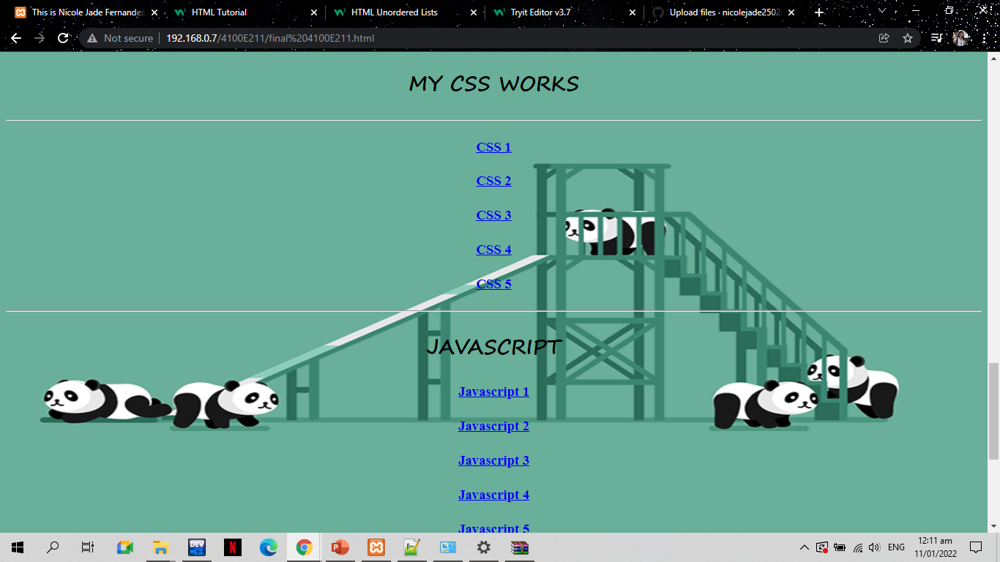 This is Nicole Jade Fernandez
HTML Tutorial
HTML Unordered Lists
Tryit Editor v3.7
Upload files · nicolejade2502
Not secure
192.168.0.7/4100E211/final%204100E211.html
MY CSS WORKS
CSS 1
CSS 2
CSS 3
CSS 4
CSS 5
JAVASCRIPT
Javascript 1
Javascript 2
Javascript 3
Javascript 4
Javascript 5
DEV
N
P
ENG
12:11 am
11/01/2022